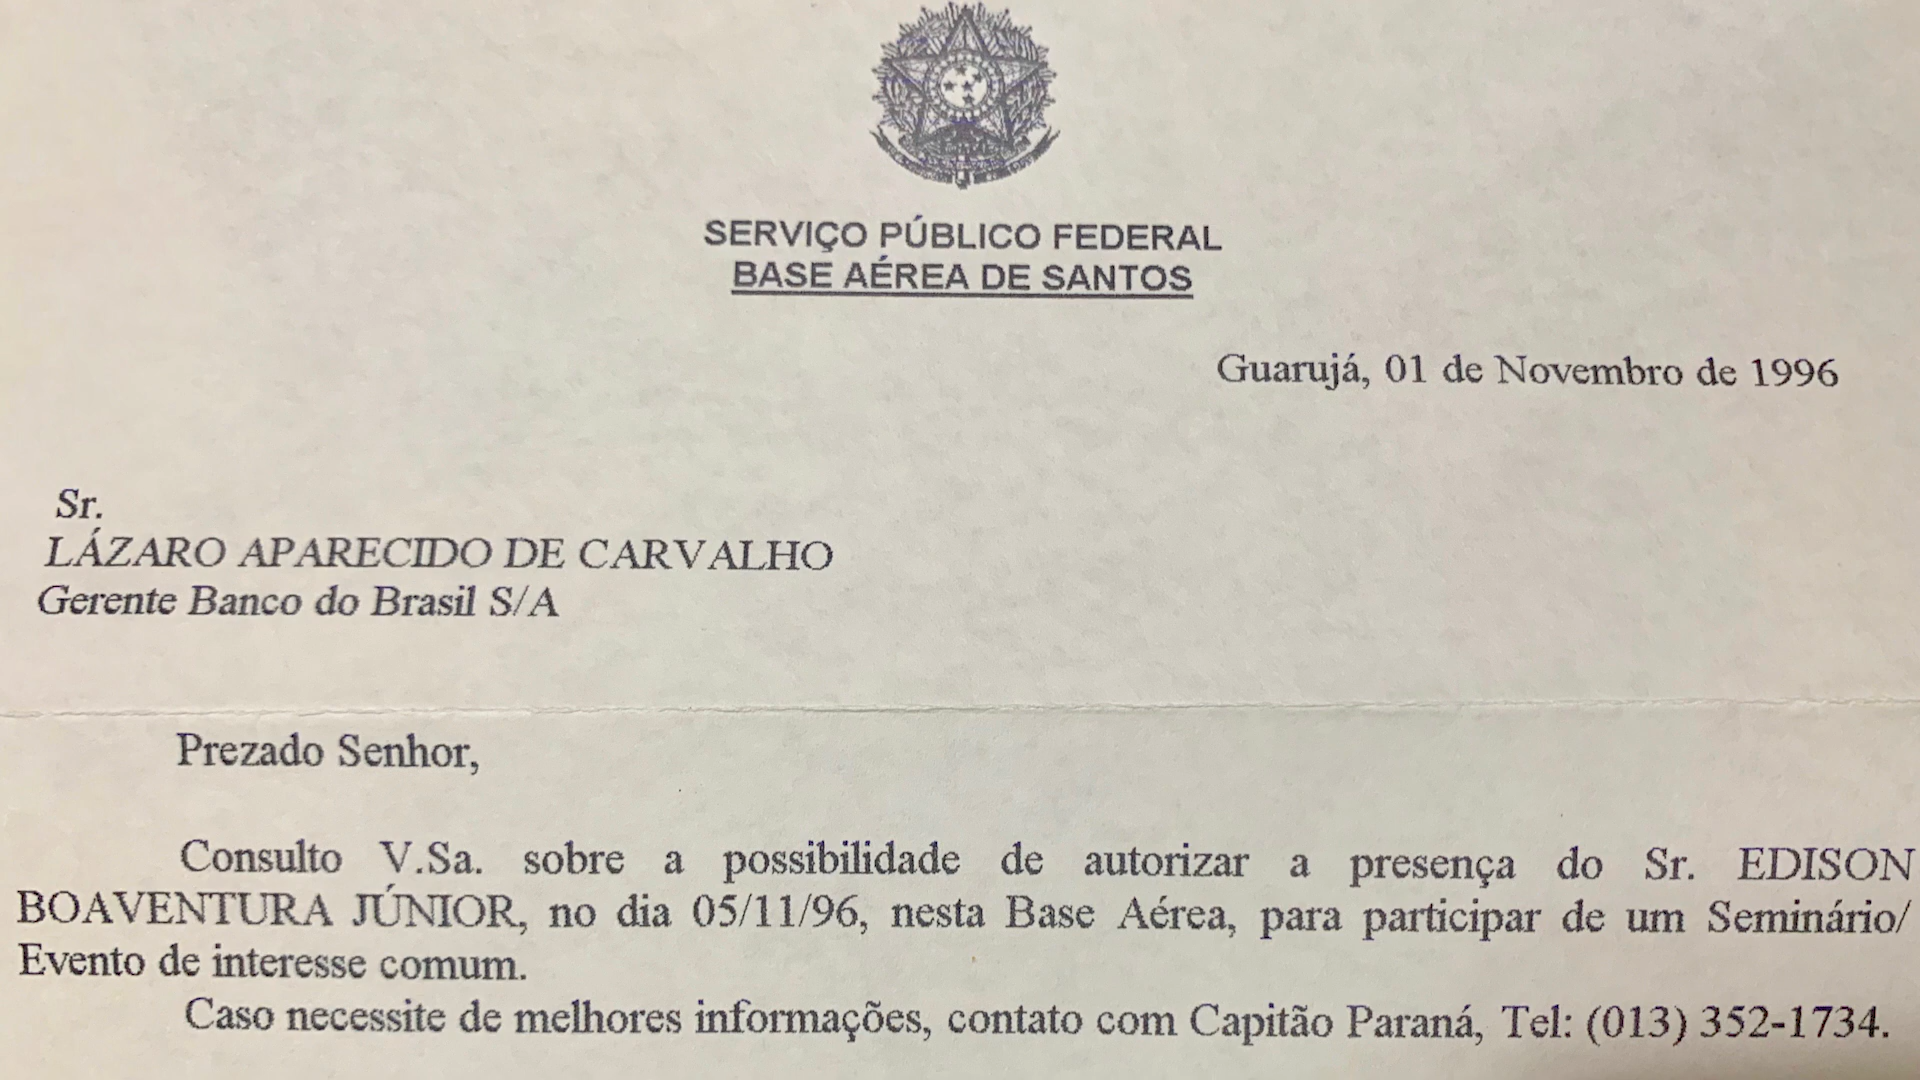 SERVIÇO PÚBLICO FEDERAL
BASE AÉREA DE SANTOS
Guarujá, 01 de Novembro de 1996
Sr.
LÁZARO APARECIDO DE CARVALHO
Gerente Banco do Brasil S/A
Prezado Senhor,
Consulto V.Sa. sobre a possibilidade de autorizar a presença do Sr. EDISON
BOAVENTURA JÚNIOR, no dia 05/11/96, nesta Base Aérea, para participar de um Seminário/
Evento de interesse comum.
Caso necessite de melhores informações, contato com Capitão Paraná, Tel: (013) 352-1734.